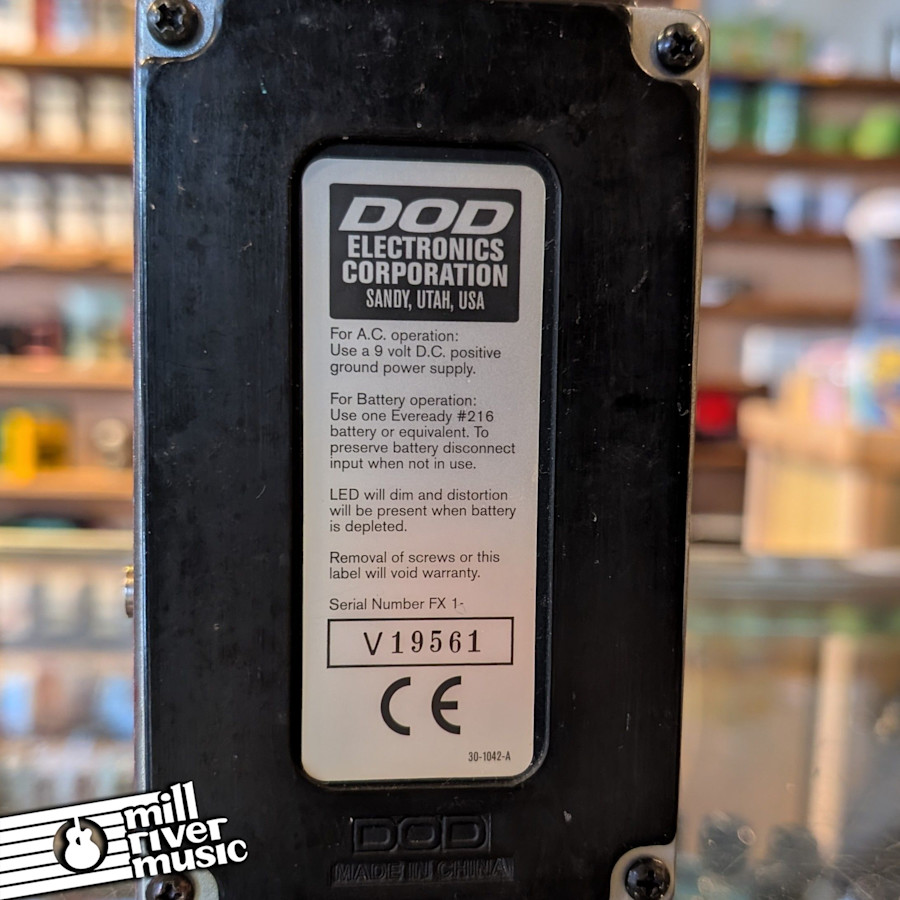 DOD
ELECTRONICS
CORPORATION
SANDY, UTAH, USA
For A.C. operation:
Use a 9 volt D.C. positive
ground power supply.
For Battery operation:
Use one Eveready #216
battery or equivalent. To
preserve battery disconnect
input when not in use.
LED will dim and distortion
will be present when battery
is depleted.
Removal of screws or this
label will void warranty.
Serial Number FX 1-
V19561
CE
30-1042-A
DOD
MADE IN CHINA
mill
river
music